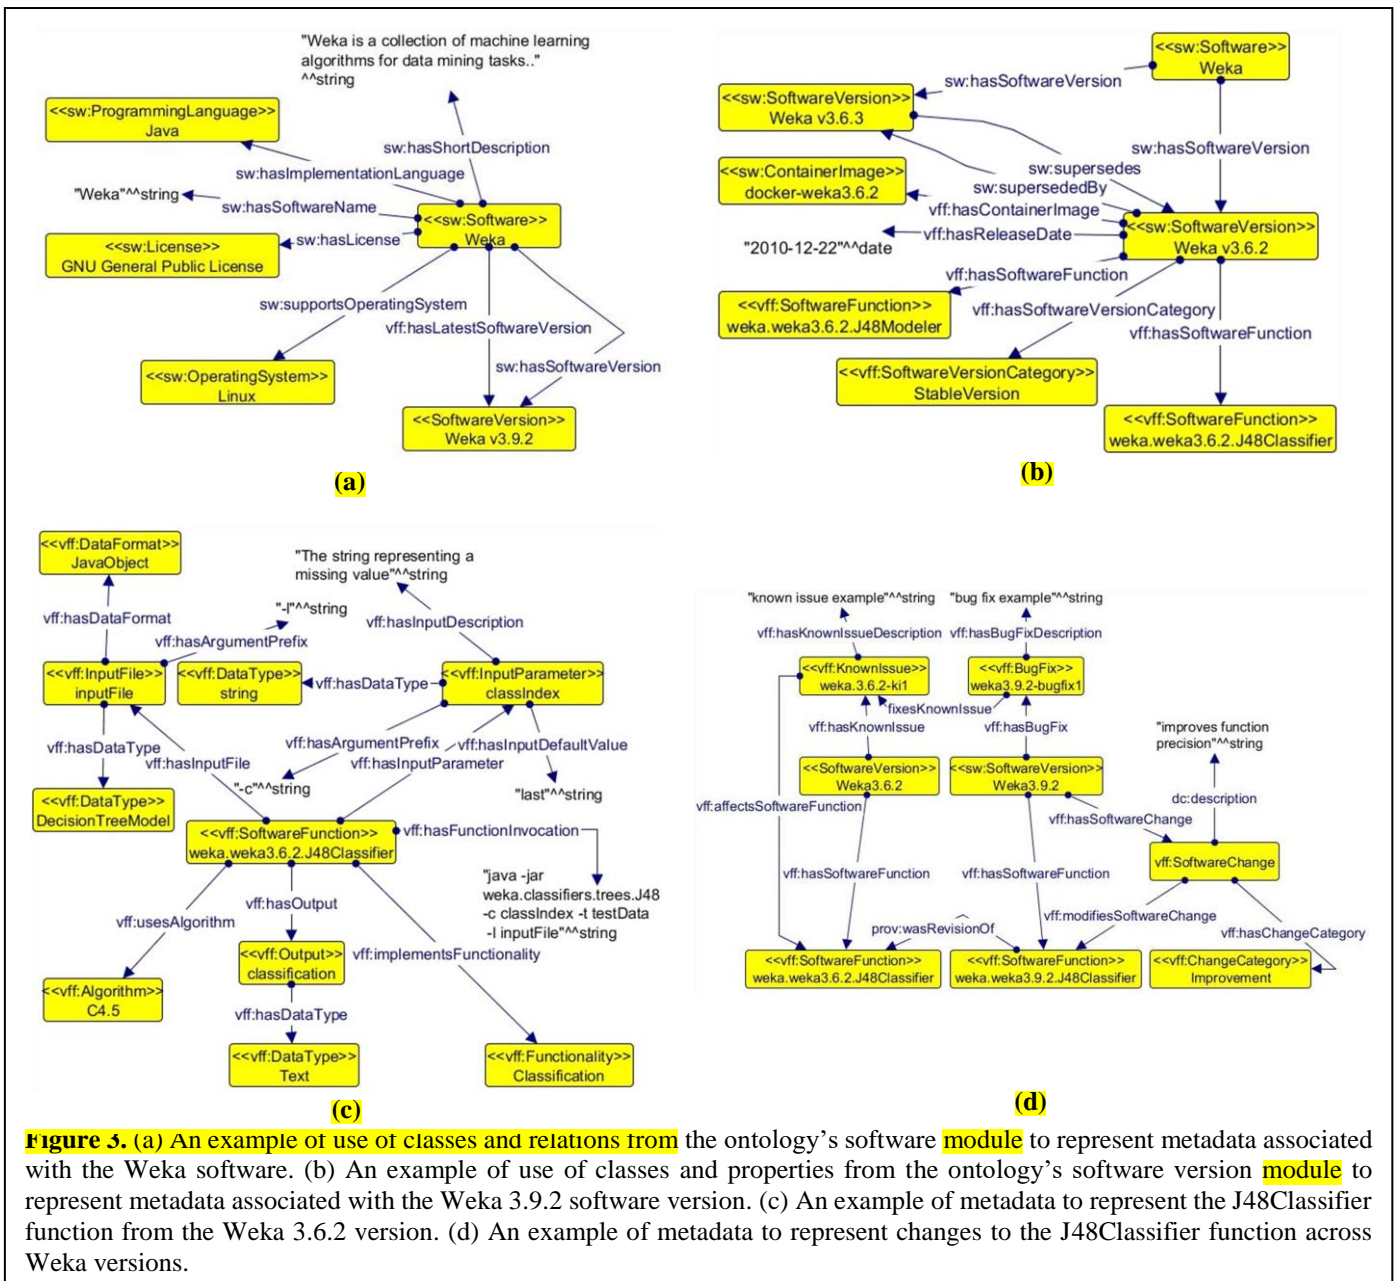 "Weka is a collection of machine learning
algorithms for data mining tasks.."
^^string
<<sw:ProgrammingLanguage>>
Java
sw:hasShortDescription
sw:hasImplementationLanguage
"Weka"^^string
sw:hasSoftwareName
<<sw:Software>>
Weka
<<sw:License>>
GNU General Public License
sw:hasLicense
sw:supportsOperatingSystem
vff:hasLatestSoftwareVersion
sw:hasSoftwareVersion
<<sw:OperatingSystem>>
Linux
<<SoftwareVersion>>
Weka v3.9.2
(a)
<<sw:Software>>
Weka
sw:hasSoftwareVersion
<<sw:SoftwareVersion>>
Weka v3.6.3
sw:hasSoftwareVersion
sw:supersedes
<<sw:ContainerImage>>
docker-weka3.6.2
sw:supersededBy
vff:hasContainerImage
vff:hasReleaseDate
"2010-12-22"^^date
<<sw:SoftwareVersion>>
Weka v3.6.2
vff:hasSoftwareFunction
<<vff:SoftwareFunction>>
weka.weka3.6.2.J48Modeler
vff:hasSoftwareVersionCategory
vff:hasSoftwareFunction
<<vff:SoftwareVersionCategory>>
StableVersion
<<vff:SoftwareFunction>>
weka.weka3.6.2.J48Classifier
(b)
<<vff:DataFormat>>
JavaObject
"The string representing a
missing value"^^string
vff:hasDataFormat
"-l"^^string
vff:hasArgumentPrefix
vff:hasInputDescription
<<vff:InputFile>>
inputFile
<<vff:DataType>>
string
vff:hasDataType
<<vff:InputParameter>>
classIndex
vff:hasDataType
vff:hasInputFile
vff:hasArgumentPrefix
vff:hasInputDefaultValue
vff:hasInputParameter
"-c"^^string
"last"^^string
<<vff:DataType>>
DecisionTreeModel
<<vff:SoftwareFunction>>
weka.weka3.6.2.J48Classifier
vff:hasFunctionInvocation
"java -jar
weka.classifiers.trees.J48
-c classIndex -t testData
-l inputFile"^^string
vff:usesAlgorithm
vff:hasOutput
vff:implementsFunctionality
<<vff:Output>>
classification
<<vff:Algorithm>>
C4.5
vff:hasDataType
<<vff:DataType>>
Text
<<vff:Functionality>>
Classification
(c)
"known issue example"^^string
"bug fix example"^^string
vff:hasKnownIssueDescription
vff:hasBugFixDescription
<<vff:KnownIssue>>
weka.3.6.2-ki1
<<vff:BugFix>>
weka3.9.2-bugfix1
fixesKnownIssue
vff:hasKnownIssue
vff:hasBugFix
"improves function
precision"^^string
<<SoftwareVersion>>
Weka3.6.2
<<sw:SoftwareVersion>>
Weka3.9.2
dc:description
vff:affectsSoftwareFunction
vff:hasSoftwareChange
vff:SoftwareChange
vff:hasSoftwareFunction
vff:hasSoftwareFunction
vff:modifiesSoftwareChange
prov:wasRevisionOf
vff:hasChangeCategory
<<vff:SoftwareFunction>>
weka.weka3.6.2.J48Classifier
<<vff:SoftwareFunction>>
weka.weka3.9.2.J48Classifier
<<vff:ChangeCategory>>
Improvement
(d)
Figure 3. (a) An example of use of classes and relations from the ontology's software module to represent metadata associated
with the Weka software. (b) An example of use of classes and properties from the ontology's software version module to
represent metadata associated with the Weka 3.9.2 software version. (c) An example of metadata to represent the J48Classifier
function from the Weka 3.6.2 version. (d) An example of metadata to represent changes to the J48Classifier function across
Weka versions.